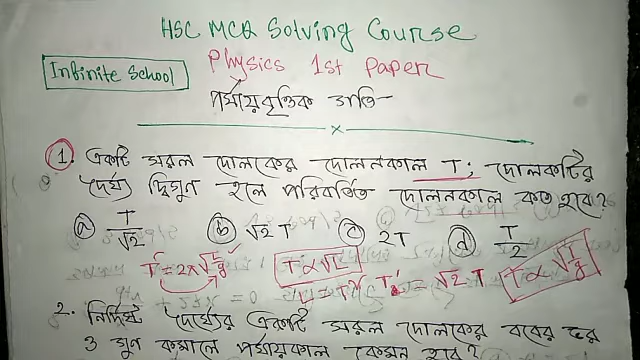 HSC MCQ Solving Course
Infinite School
Physics 1st Paper
পর্যায়বৃত্তিক গতি
x
1. একটি সরল দোলকের দোলনকাল T; দোলকটির
দৈর্ঘ্য দ্বিগুণ হলে পরিবর্তিত দোলনকাল কত হবে?
ⓐ T/√2 ⓑ √2 T ⓒ 2T ⓓ T/2
T = 2π√L/g T∝√L T∝√1/g
T' = √2 T
2. নির্দিষ্ট দৈর্ঘ্যের একটি সরল দোলকের ববের ভর
৩ গুণ কমালে পর্যায়কাল কেমন হবে?